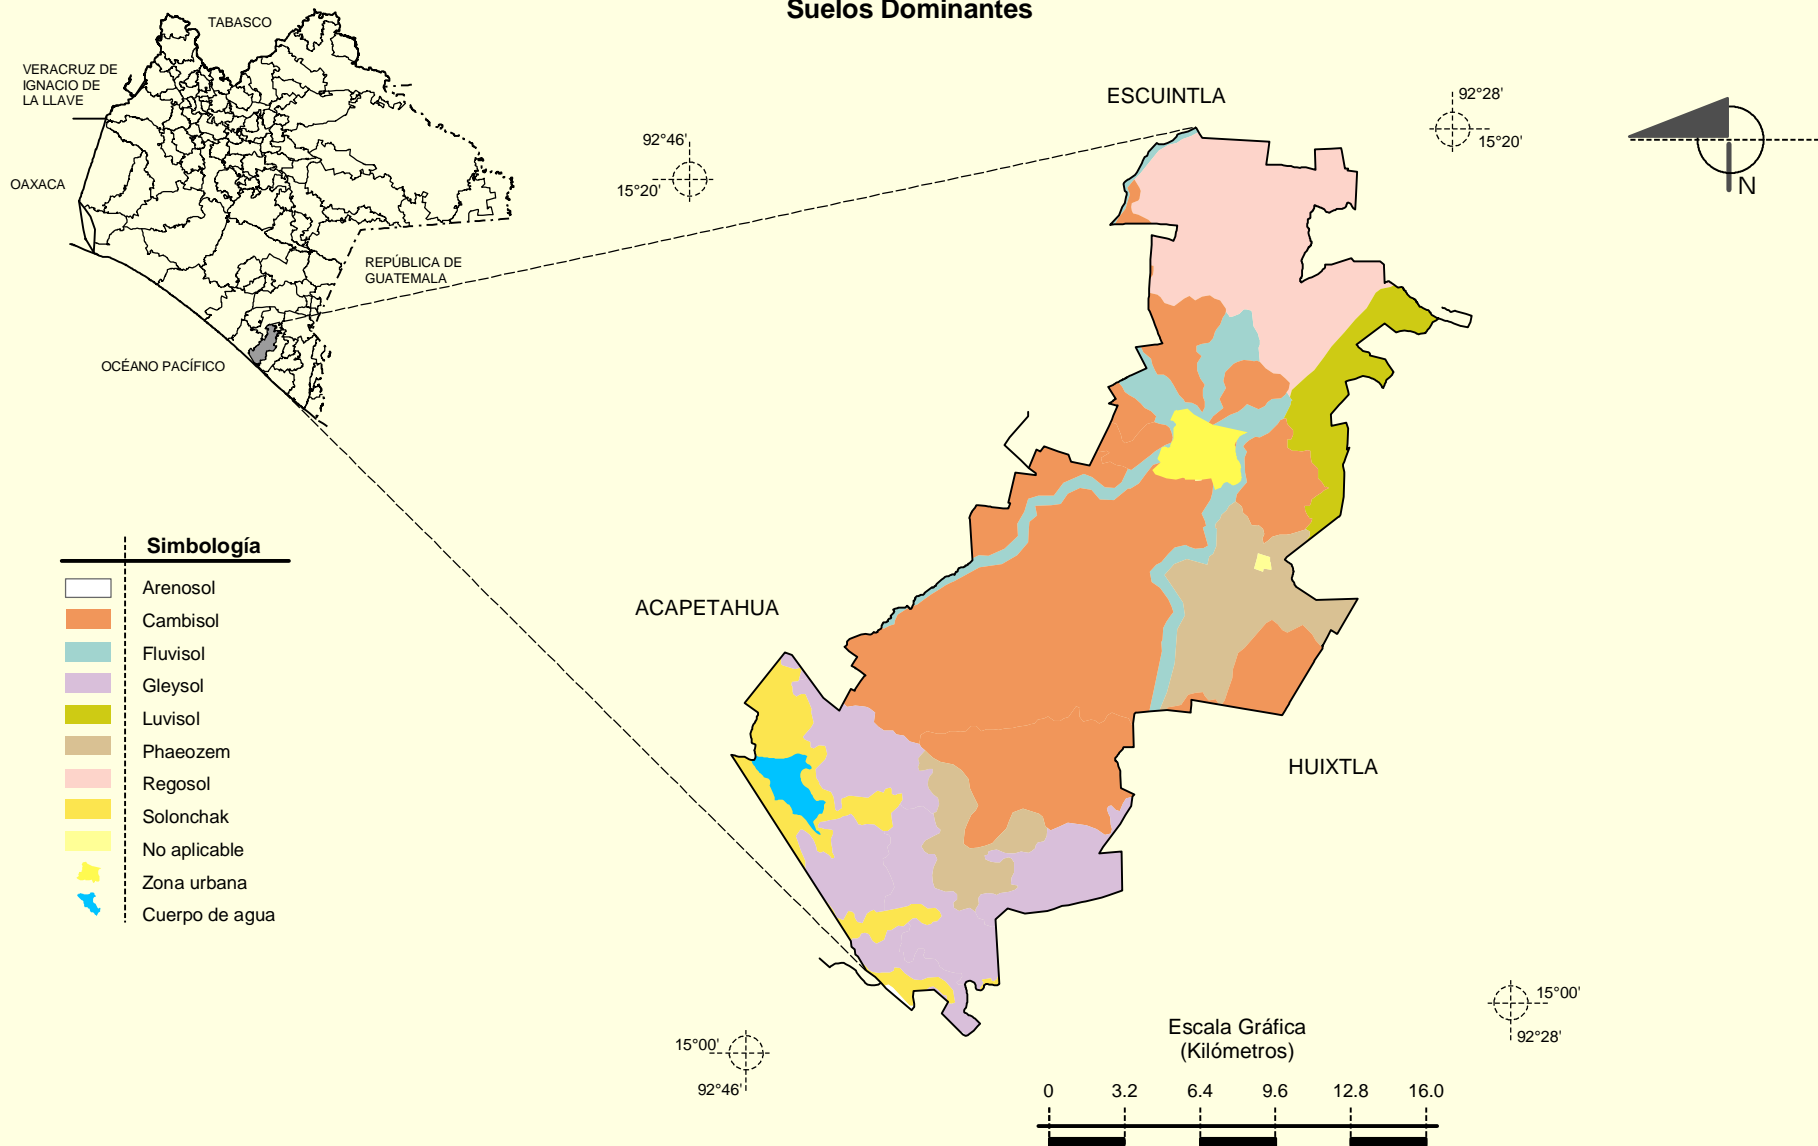 Suelos Dominantes
TABASCO
VERACRUZ DE
IGNACIO DE
LA LLAVE
OAXACA
REPÚBLICA DE
GUATEMALA
OCÉANO PACÍFICO
ESCUINTLA
92°28'
15°20'
92°46'
15°20'
N
ACAPETAHUA
HUIXTLA
Simbología
Arenosol
Cambisol
Fluvisol
Gleysol
Luvisol
Phaeozem
Regosol
Solonchak
No aplicable
Zona urbana
Cuerpo de agua
15°00'
92°46'
15°00'
92°28'
Escala Gráfica
(Kilómetros)
0 3.2 6.4 9.6 12.8 16.0